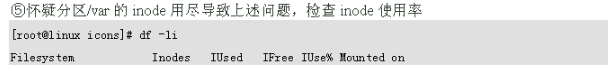 ⑤怀疑分区/var 的 inode 用尽导致上述问题，检查 inode 使用率
[root@linux icons]# df -li
Filesystem Inodes IUsed IFree IUse% Mounted on